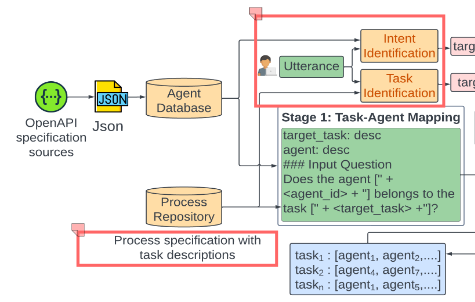 Intent
Identification
Utterance
Task
Identification
{···}
JSON
Agent
Database
OpenAPI
specification
sources
Json
Stage 1: Task-Agent Mapping
target_task: desc
agent: desc
### Input Question
Does the agent [" +
<agent_id> + "] belongs to the
task [" + <target_task> +"]?
Process
Repository
Process specification with
task descriptions
task₁ : [agent₁, agent₂,....]
task₂ : [agent₄, agent₇,....]
taskₙ : [agent₁, agent₅,....]